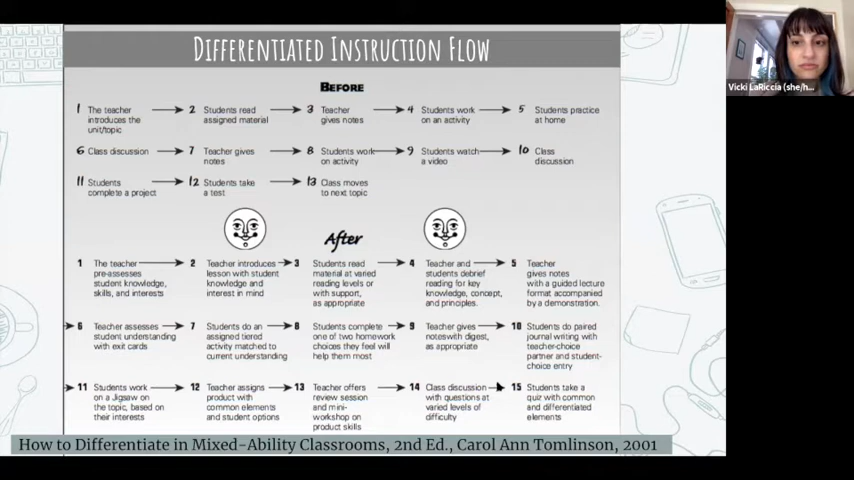 DIFFERENTIATED INSTRUCTION FLOW
Vicki LaRiccia (she/h...
BEFORE
1 The teacher introduces the unit/topic
2 Students read assigned material
3 Teacher gives notes
4 Students work on an activity
5 Students practice at home
6 Class discussion
7 Teacher gives notes
8 Students work on activity
9 Students watch a video
10 Class discussion
11 Students complete a project
12 Students take a test
13 Class moves to next topic
After
1 The teacher pre-assesses student knowledge, skills, and interests
2 Teacher introduces lesson with student knowledge and interest in mind
3 Students read material at varied reading levels or with support, as appropriate
4 Teacher and students debrief reading for key knowledge, concept, and principles.
5 Teacher gives notes with a guided lecture format accompanied by a demonstration.
6 Teacher assesses student understanding with exit cards
7 Students do an assigned tiered activity matched to current understanding
8 Students complete one of two homework choices they feel will help them most
9 Teacher gives noteswith digest, as appropriate
10 Students do paired journal writing with teacher-choice partner and student-choice entry
11 Students work on a Jigsaw on the topic, based on their interests
12 Teacher assigns product with common elements and student options
13 Teacher offers review session and mini-workshop on product skills
14 Class discussion with questions at varied levels of difficulty
15 Students take a quiz with common and differentiated elements
How to Differentiate in Mixed-Ability Classrooms, 2nd Ed., Carol Ann Tomlinson, 2001